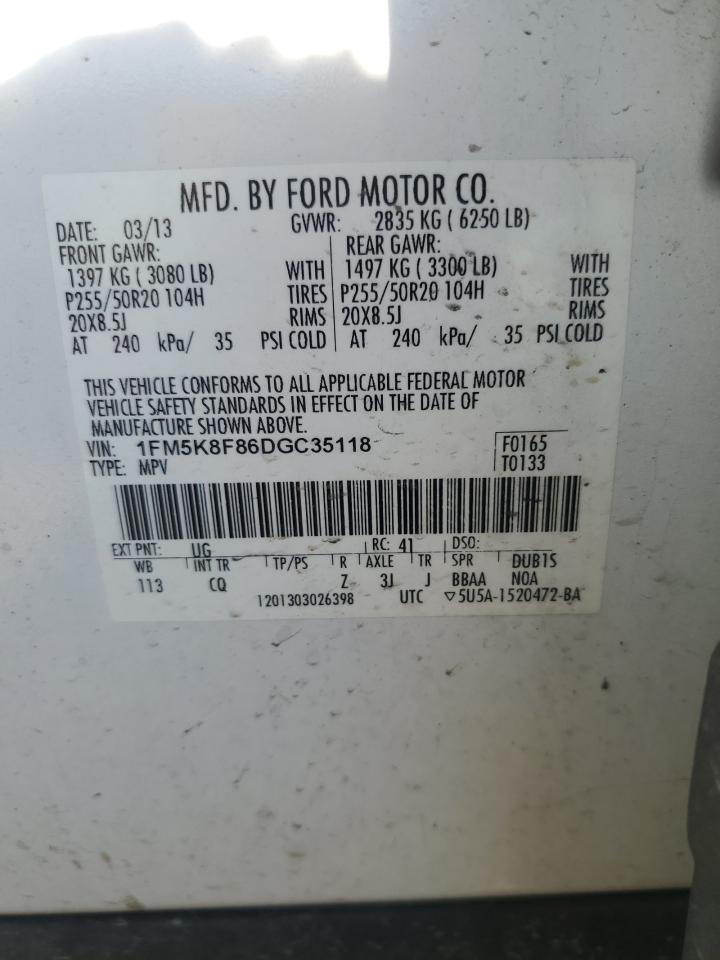 MFD. BY FORD MOTOR CO.
DATE: 03/13 GVWR: 2835 KG ( 6250 LB)
FRONT GAWR: REAR GAWR:
1397 KG ( 3080 LB) WITH 1497 KG ( 3300 LB) WITH
P255/50R20 104H TIRES P255/50R20 104H TIRES
20X8.5J RIMS 20X8.5J RIMS
AT 240 kPa/ 35 PSI COLD AT 240 kPa/ 35 PSI COLD
THIS VEHICLE CONFORMS TO ALL APPLICABLE FEDERAL MOTOR
VEHICLE SAFETY STANDARDS IN EFFECT ON THE DATE OF
MANUFACTURE SHOWN ABOVE.
VIN: 1FM5K8F86DGC35118 F0165
TYPE: MPV T0133
EXT PNT: UG RC: 41 DSO:
WB INT TR TP/PS R AXLE TR SPR DUB1S
113 CQ Z 3J J BBAA N0A
1201303026398 UTC ▽5U5A-1520472-BA